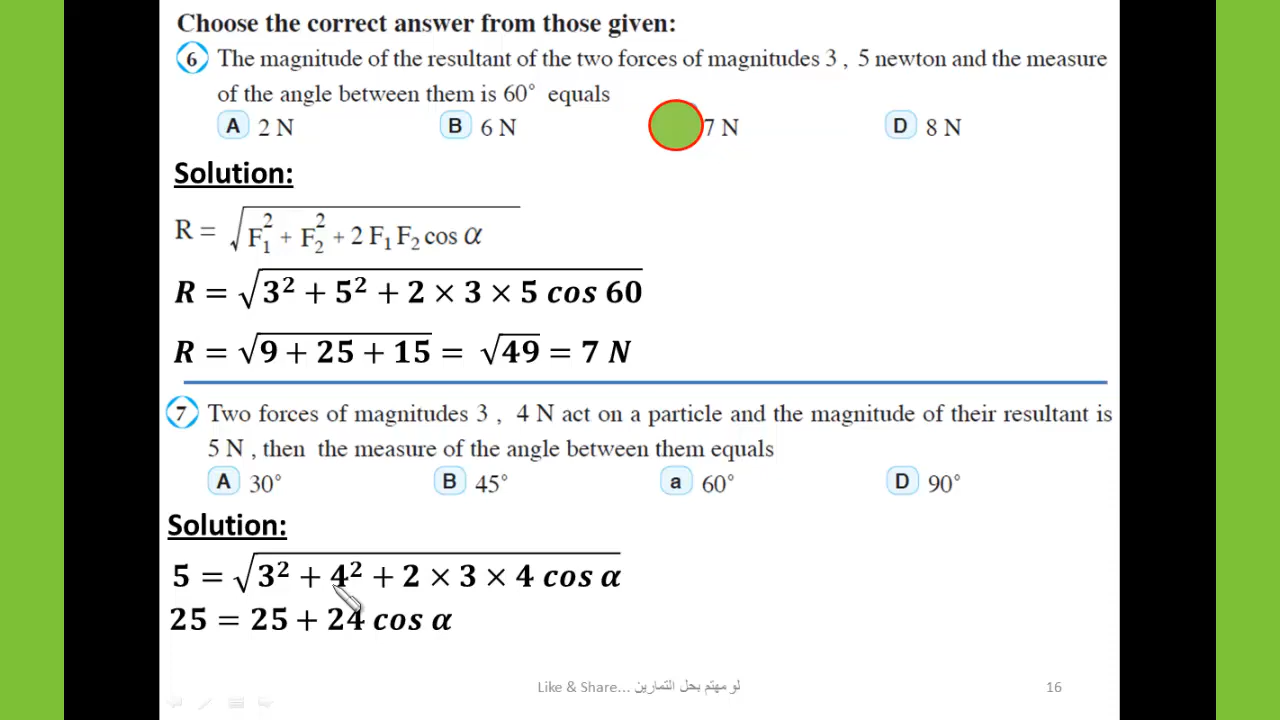 Choose the correct answer from those given:
6 The magnitude of the resultant of the two forces of magnitudes 3 , 5 newton and the measure
of the angle between them is 60° equals
A 2 N B 6 N 7 N D 8 N
Solution:
R = √(F₁² + F₂² + 2 F₁ F₂ cos α)
R = √(3² + 5² + 2 × 3 × 5 cos 60)
R = √(9 + 25 + 15) = √49 = 7 N
7 Two forces of magnitudes 3 , 4 N act on a particle and the magnitude of their resultant is
5 N , then the measure of the angle between them equals
A 30° B 45° a 60° D 90°
Solution:
5 = √(3² + 4² + 2 × 3 × 4 cos α)
25 = 25 + 24 cos α
Like & Share... لو مهتم بحل التمارين 16